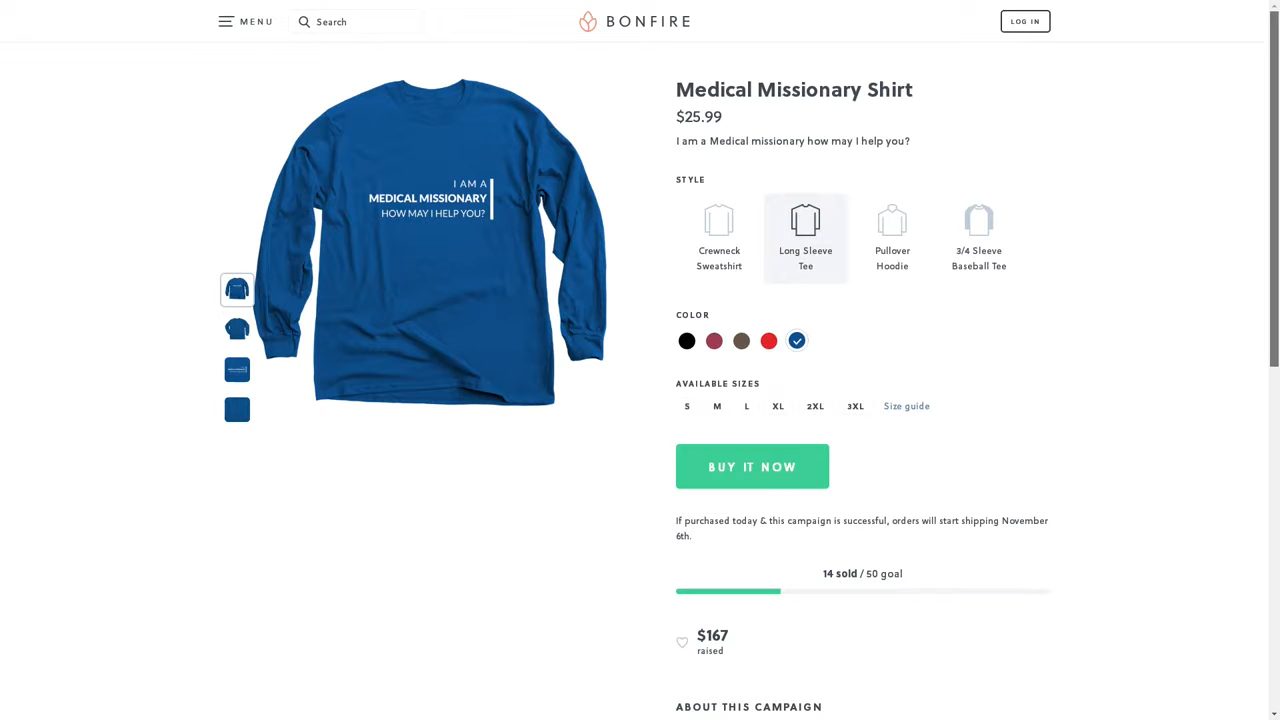 MENU
Search
BONFIRE
LOG IN
I AM A
MEDICAL MISSIONARY
HOW MAY I HELP YOU?
Medical Missionary Shirt
$25.99
I am a Medical missionary how may I help you?
STYLE
Crewneck
Sweatshirt
Long Sleeve
Tee
Pullover
Hoodie
3/4 Sleeve
Baseball Tee
COLOR
AVAILABLE SIZES
S M L XL 2XL 3XL Size guide
BUY IT NOW
If purchased today & this campaign is successful, orders will start shipping November
6th.
14 sold / 50 goal
$167
raised
ABOUT THIS CAMPAIGN